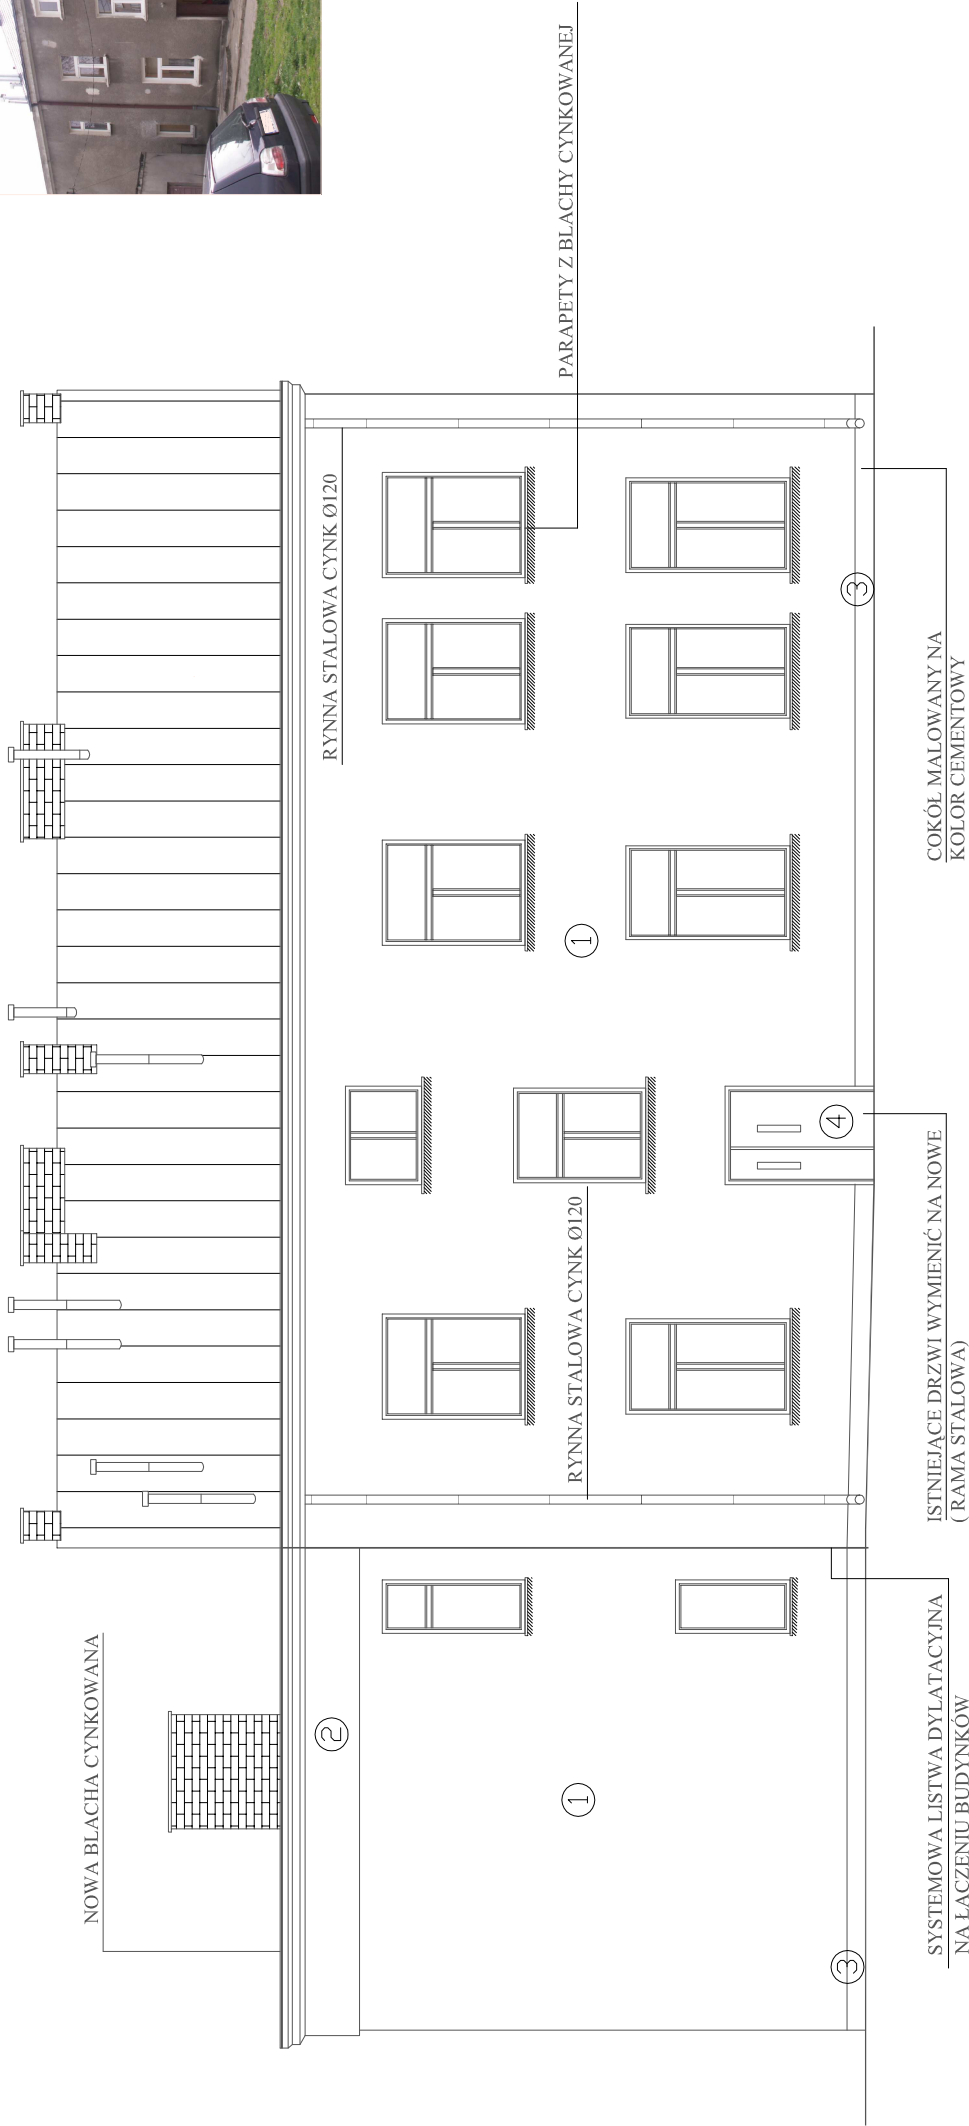 NOWA BLACHA CYNKOWANA
RYNNA STALOWA CYNK Ø120
PARAPETY Z BLACHY CYNKOWANEJ
RYNNA STALOWA CYNK Ø120
2
1
1
3
3
4
SYSTEMOWA LISTWA DYLATACYJNA
NA ŁĄCZENIU BUDYNKÓW
ISTNIEJĄCE DRZWI WYMIENIĆ NA NOWE
( RAMA STALOWA)
COKÓŁ MALOWANY NA
KOLOR CEMENTOWY